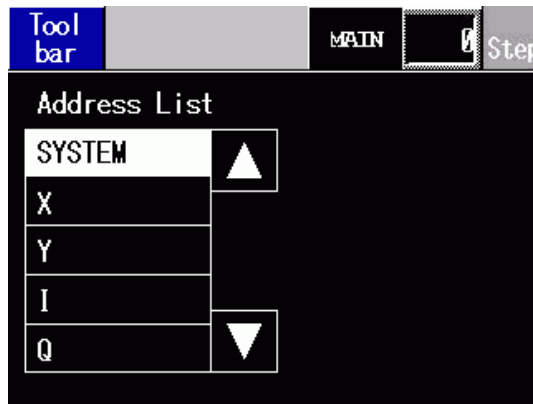 Tool
bar
MAIN
0
Step
Address List
SYSTEM
X
Y
I
Q